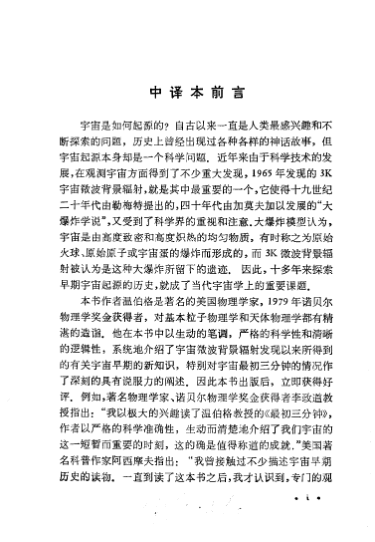 中译本前言
宇宙是如何起源的？自古以来一直是人类最感兴趣和不
断探索的问题，历史上曾经出现过各种各样的神话故事，但
宇宙起源本身却是一个科学问题．近年来由于科学技术的发
展，在观测宇宙方面得到了不少重大发现，1965年发现的3K
宇宙微波背景辐射，就是其中最重要的一个，它使得十九世纪
二十年代由勒梅特提出的，四十年代由加莫夫加以发展的“大
爆炸学说”，又受到了科学界的重视和注意．大爆炸模型认为，
宇宙是由高度致密和高度炽热的均匀物质，有时称之为原始
火球、原始原子或宇宙蛋的爆炸而形成的，而3K微波背景辐
射被认为是这种大爆炸所留下的遗迹．因此，十多年来探索
早期宇宙起源的历史，就成了当代宇宙学上的重要课题．
本书作者温伯格是著名的美国物理学家，1979年诺贝尔
物理学奖金获得者，对基本粒子物理学和天体物理学都有精
湛的造诣．他在本书中以生动的笔调，严格的科学性和清晰
的逻辑性，系统地介绍了宇宙微波背景辐射发现以来所得到
的有关宇宙早期的新知识，特别对宇宙最初三分钟的情况作
了深刻的具有说服力的阐述．因此本书出版后，立即获得好
评．例如，著名物理学家、诺贝尔物理学奖金获得者李政道教
授指出：“我以极大的兴趣读了温伯格教授的《最初三分钟》，
作者以严格的科学准确性，生动而清楚地介绍了我们宇宙的
这一短暂而重要的时刻，这的确是值得称道的成就．”美国著
名科普作家阿西摩夫指出：“我曾接触过不少描述宇宙早期
历史的读物．一直到读了这本书之后，我才认识到，专门的观
• i •